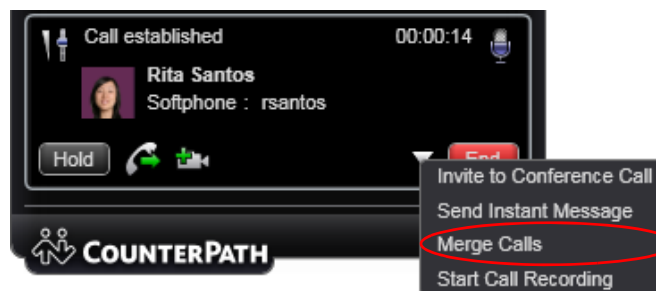 Call established 00:00:14
Rita Santos
Softphone : rsantos
Hold End
Invite to Conference Call
Send Instant Message
Merge Calls
COUNTERPATH
Start Call Recording